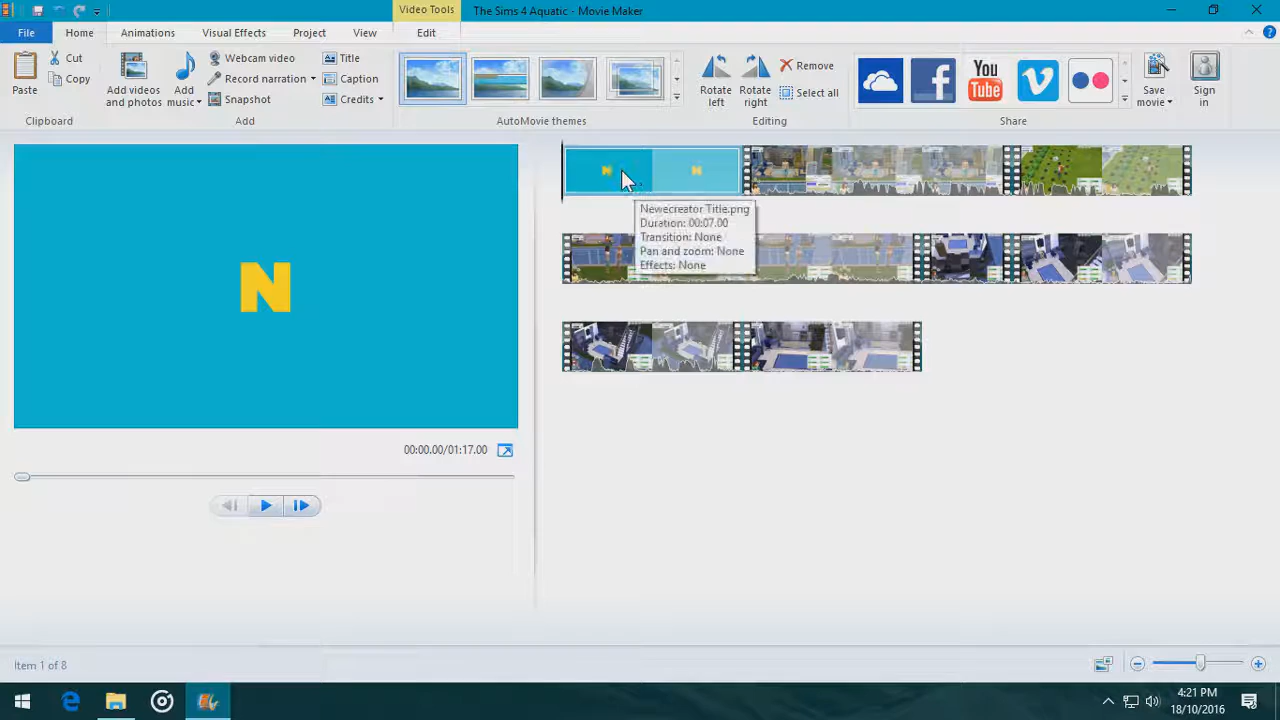 Video Tools
The Sims 4 Aquatic - Movie Maker
File
Home
Animations
Visual Effects
Project
View
Edit
Paste
Cut
Copy
Clipboard
Add videos
and photos
Add
music
Webcam video
Record narration
Snapshot
Title
Caption
Credits
Add
AutoMovie themes
Rotate
left
Rotate
right
Remove
Select all
Editing
You
Tube
Share
Save
movie
Sign
in
N
N
N
Newecreator Title.png
Duration: 00:07.00
Transition: None
Pan and zoom: None
Effects: None
00:00.00/01:17.00
Item 1 of 8
4:21 PM
18/10/2016